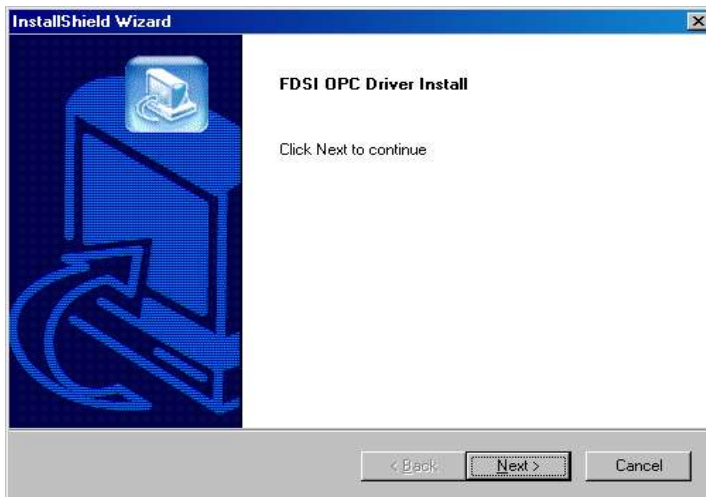 InstallShield Wizard
FDSI OPC Driver Install
Click Next to continue
< Back
Next >
Cancel